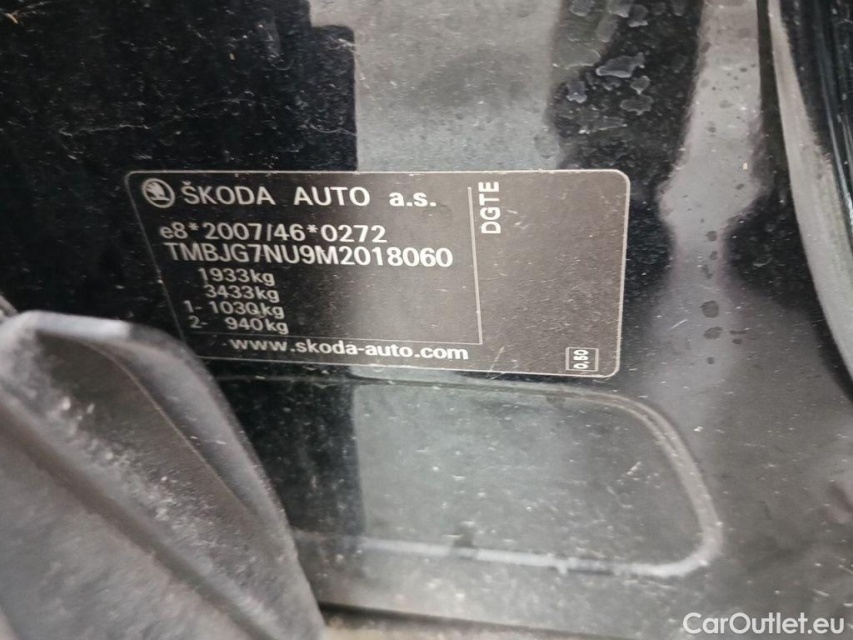 ŠKODA AUTO a.s.
DGTE
e8*2007/46*0272
TMBJG7NU9M2018060
1933kg
3433kg
1- 1030kg
2- 940kg
www.skoda-auto.com
0.50
CarOutlet.eu